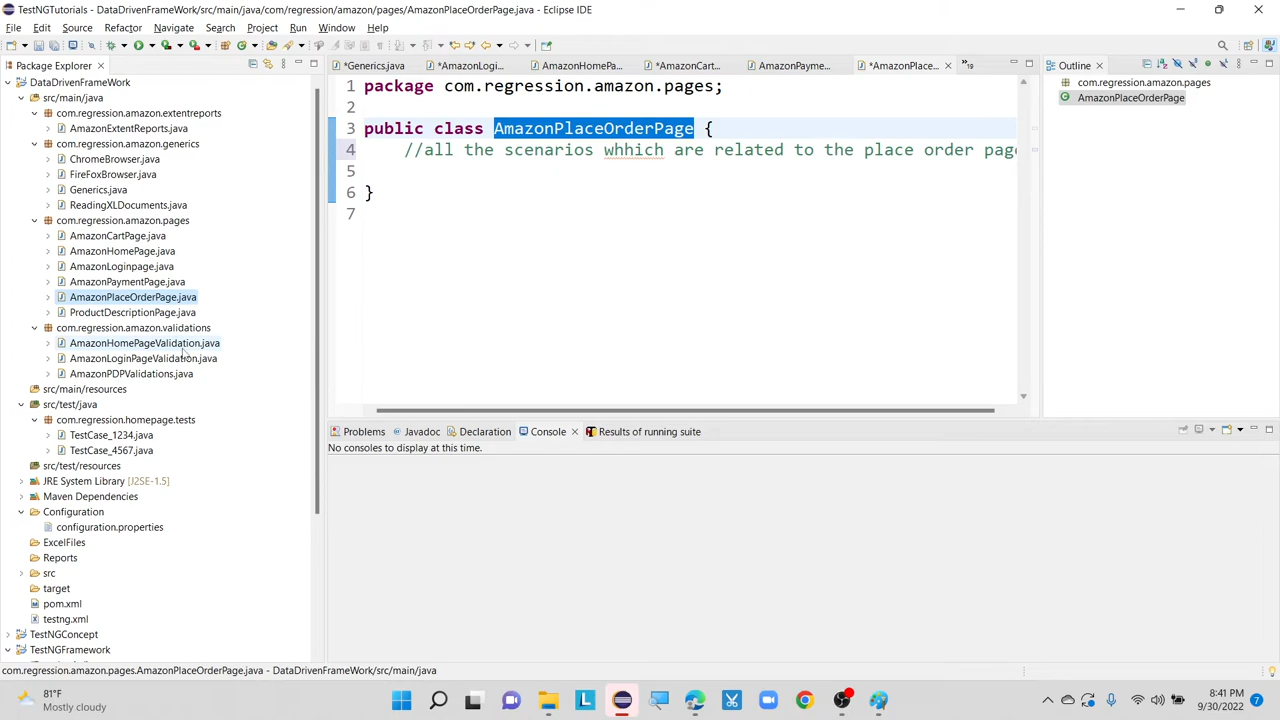 TestNGTutorials - DataDrivenFrameWork/src/main/java/com/regression/amazon/pages/AmazonPlaceOrderPage.java - Eclipse IDE
File Edit Source Refactor Navigate Search Project Run Window Help
Package Explorer
*Generics.java
*AmazonLogi...
AmazonHomePa...
*AmazonCart...
AmazonPayme...
*AmazonPlace...
19
Outline
DataDrivenFrameWork
src/main/java
com.regression.amazon.extentreports
AmazonExtentReports.java
com.regression.amazon.generics
ChromeBrowser.java
FireFoxBrowser.java
Generics.java
ReadingXLDocuments.java
com.regression.amazon.pages
AmazonCartPage.java
AmazonHomePage.java
AmazonLoginpage.java
AmazonPaymentPage.java
AmazonPlaceOrderPage.java
ProductDescriptionPage.java
com.regression.amazon.validations
AmazonHomePageValidation.java
AmazonLoginPageValidation.java
AmazonPDPValidations.java
src/main/resources
src/test/java
com.regression.homepage.tests
TestCase_1234.java
TestCase_4567.java
src/test/resources
JRE System Library [J2SE-1.5]
Maven Dependencies
Configuration
configuration.properties
ExcelFiles
Reports
src
target
pom.xml
testng.xml
TestNGConcept
TestNGFramework
1 package com.regression.amazon.pages;
2
3 public class AmazonPlaceOrderPage {
4 //all the scenarios whhich are related to the place order page
5
6 }
7
com.regression.amazon.pages
AmazonPlaceOrderPage
Problems Javadoc Declaration Console Results of running suite
No consoles to display at this time.
com.regression.amazon.pages.AmazonPlaceOrderPage.java - DataDrivenFrameWork/src/main/java
81°F
Mostly cloudy
8:41 PM
9/30/2022
7